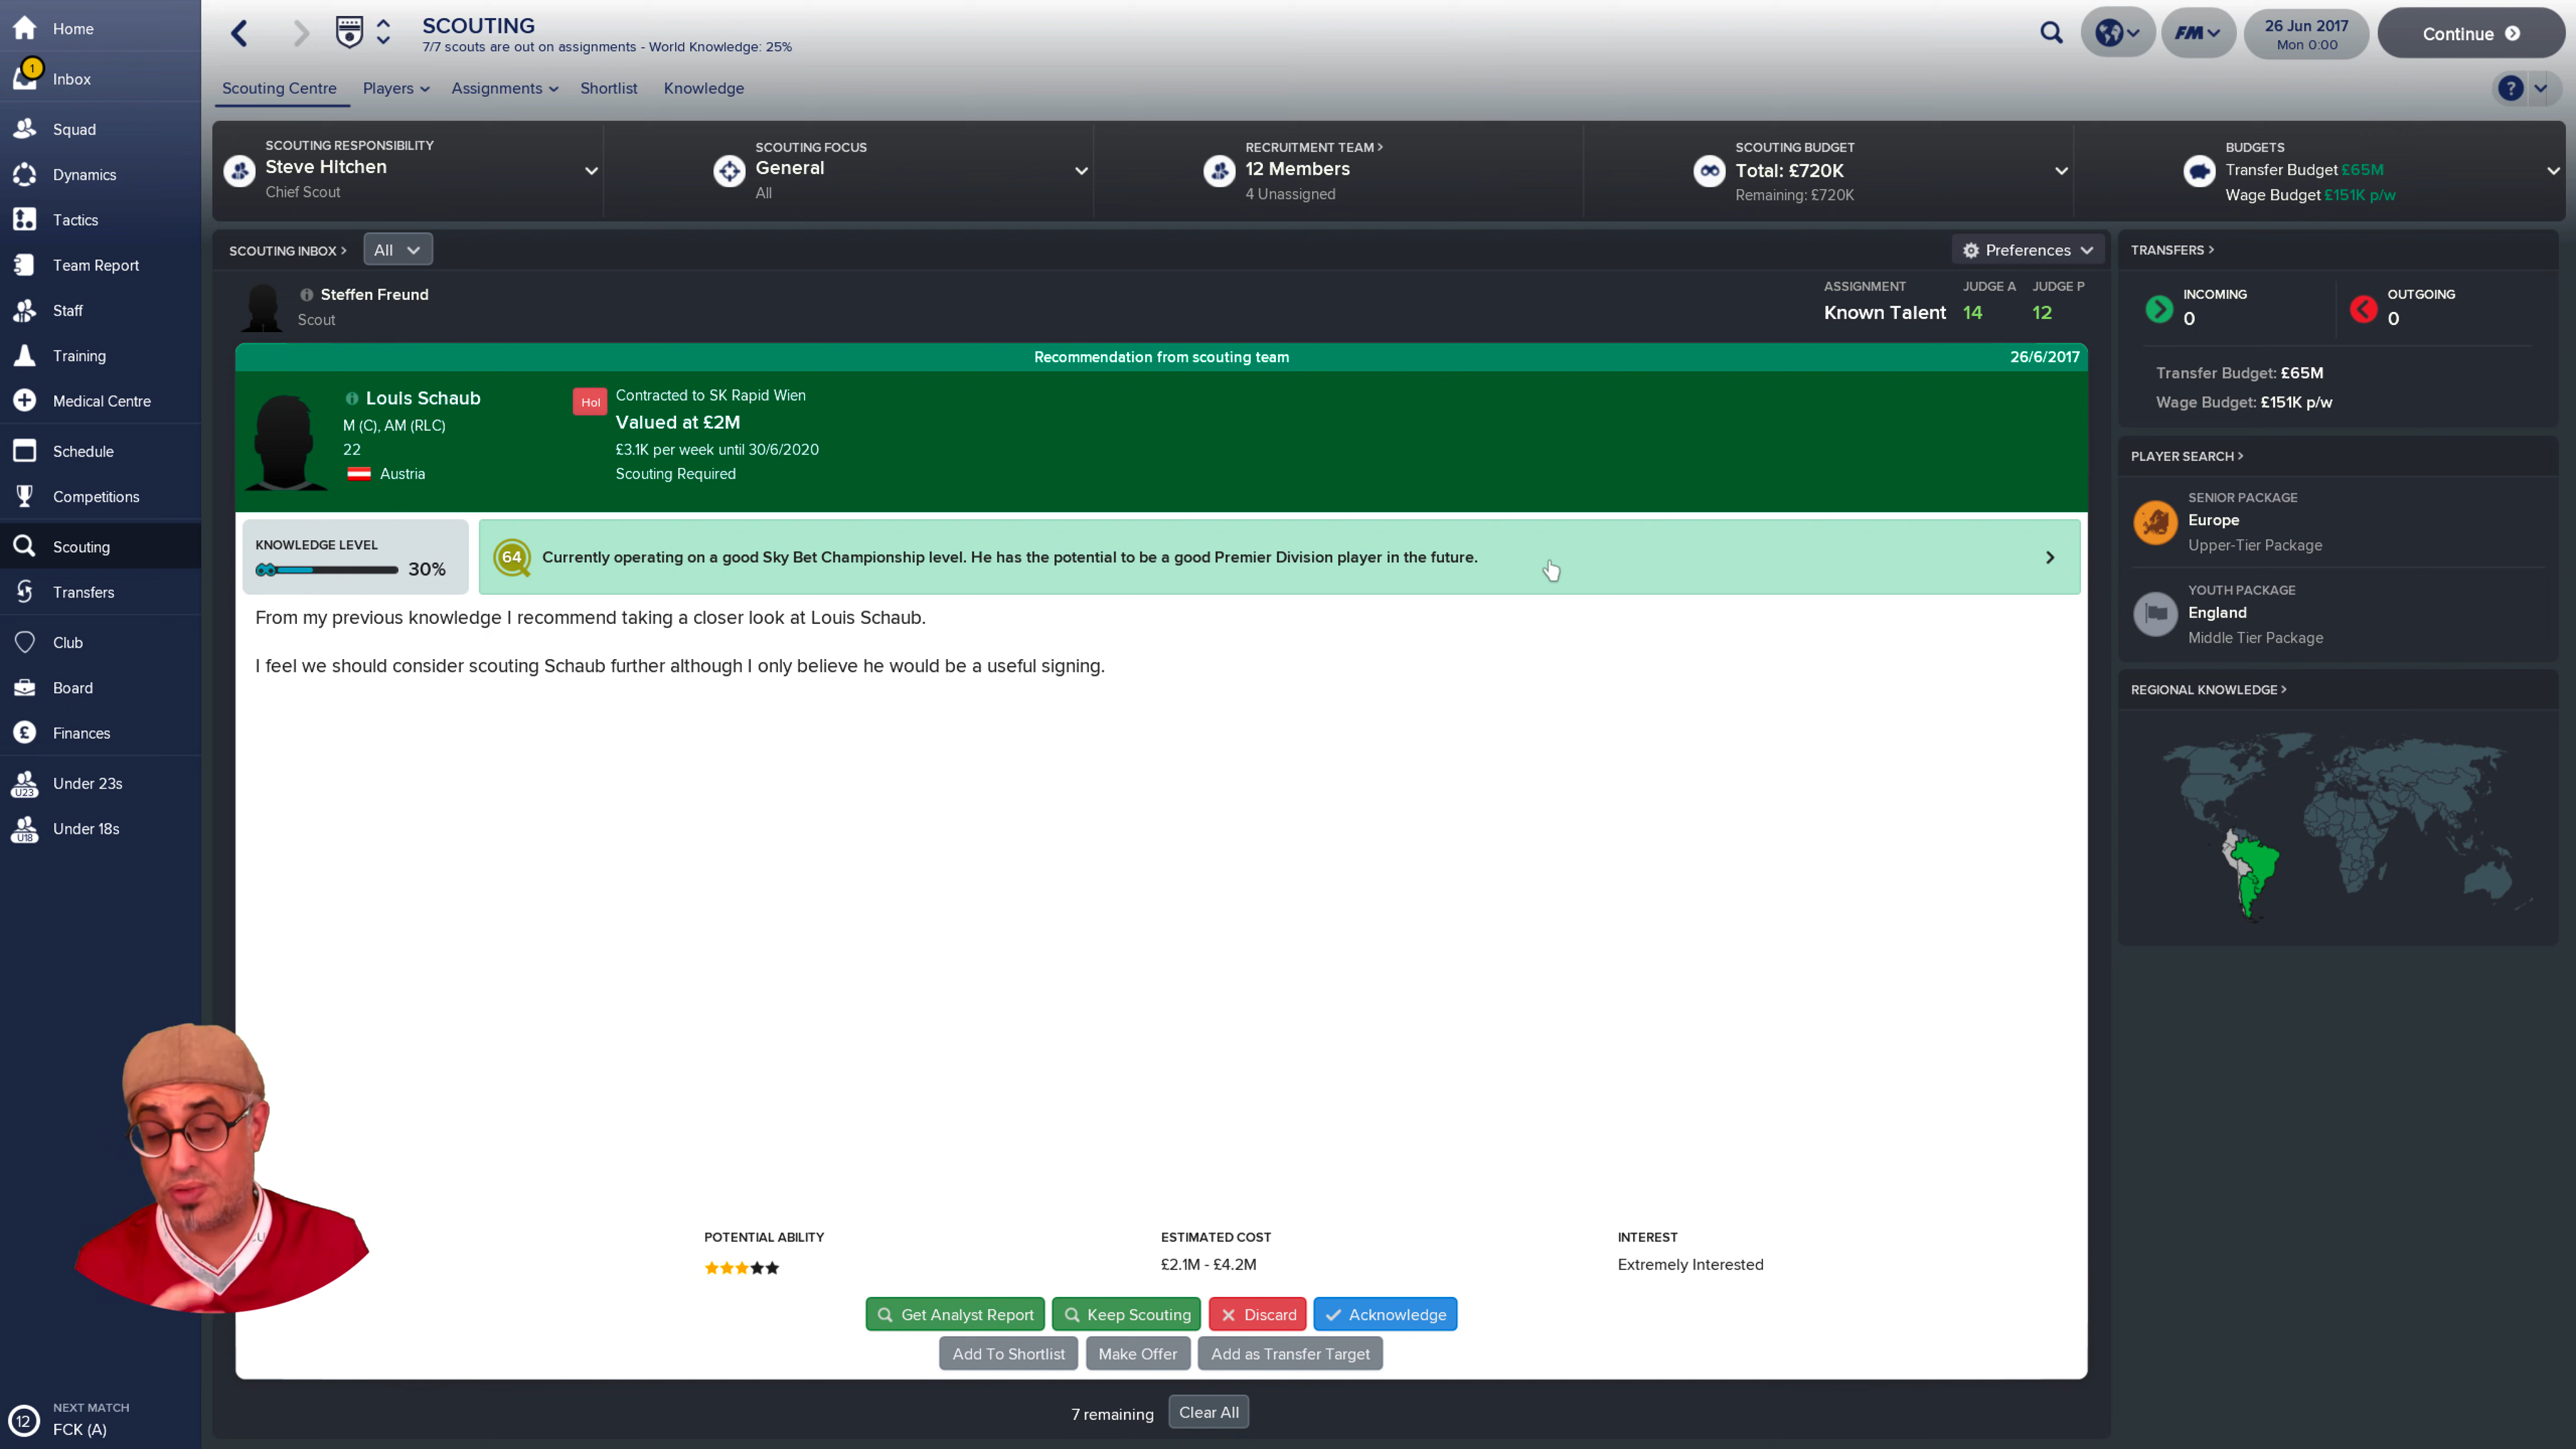 Home
1
Inbox
Squad
Dynamics
Tactics
Team Report
Staff
Training
Medical Centre
Schedule
Competitions
Scouting
Transfers
Club
Board
Finances
U23
Under 23s
U18
Under 18s
12
NEXT MATCH
FCK (A)
SCOUTING
7/7 scouts are out on assignments - World Knowledge: 25%
FM
26 Jun 2017
Mon 0:00
Continue
Scouting Centre
Players
Assignments
Shortlist
Knowledge
?
SCOUTING RESPONSIBILITY
Steve Hitchen
Chief Scout
SCOUTING FOCUS
General
All
RECRUITMENT TEAM >
12 Members
4 Unassigned
SCOUTING BUDGET
Total: £720K
Remaining: £720K
BUDGETS
Transfer Budget £65M
Wage Budget £151K p/w
SCOUTING INBOX >
All
Preferences
Steffen Freund
Scout
ASSIGNMENT
Known Talent
JUDGE A
14
JUDGE P
12
Recommendation from scouting team
26/6/2017
Louis Schaub
M (C), AM (RLC)
22
Austria
Hol
Contracted to SK Rapid Wien
Valued at £2M
£3.1K per week until 30/6/2020
Scouting Required
KNOWLEDGE LEVEL
30%
64
Currently operating on a good Sky Bet Championship level. He has the potential to be a good Premier Division player in the future.
From my previous knowledge I recommend taking a closer look at Louis Schaub.
I feel we should consider scouting Schaub further although I only believe he would be a useful signing.
POTENTIAL ABILITY
ESTIMATED COST
£2.1M - £4.2M
INTEREST
Extremely Interested
Get Analyst Report
Keep Scouting
Discard
Acknowledge
Add To Shortlist
Make Offer
Add as Transfer Target
7 remaining
Clear All
TRANSFERS >
INCOMING
0
OUTGOING
0
Transfer Budget: £65M
Wage Budget: £151K p/w
PLAYER SEARCH >
SENIOR PACKAGE
Europe
Upper-Tier Package
YOUTH PACKAGE
England
Middle Tier Package
REGIONAL KNOWLEDGE >